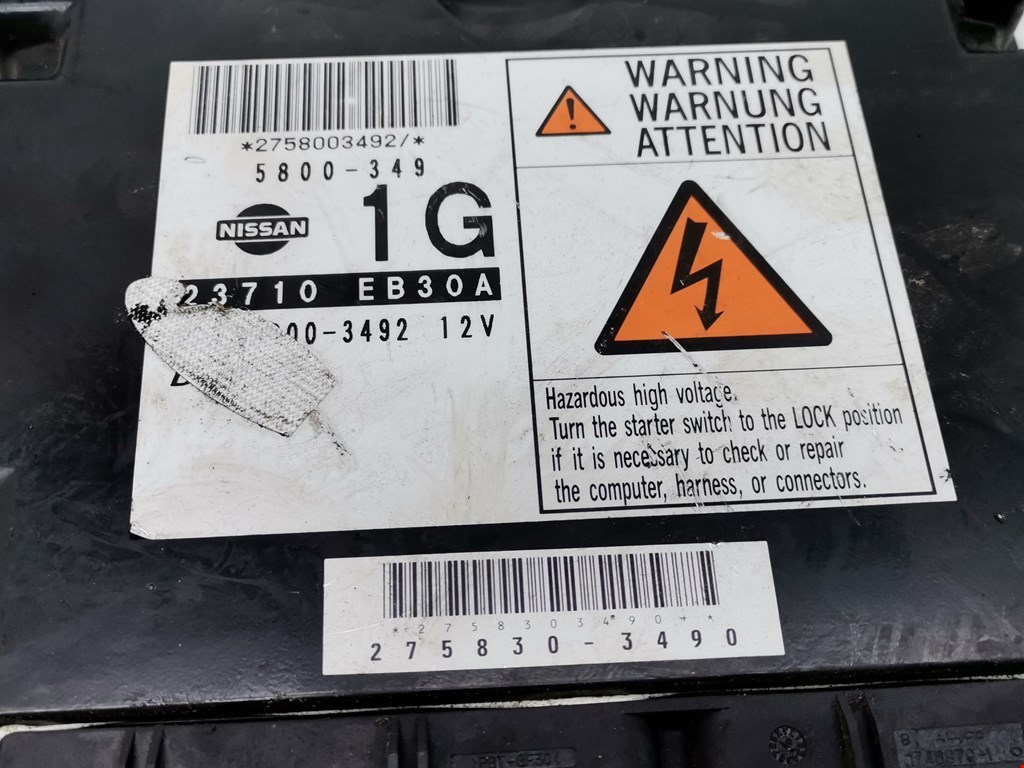 *2758003492/*
5800-349
NISSAN
1G
23710 EB30A
00-3492 12V
WARNING
WARNUNG
ATTENTION
Hazardous high voltage.
Turn the starter switch to the LOCK position
if it is necessary to check or repair
the computer, harness, or connectors.
275830-3490